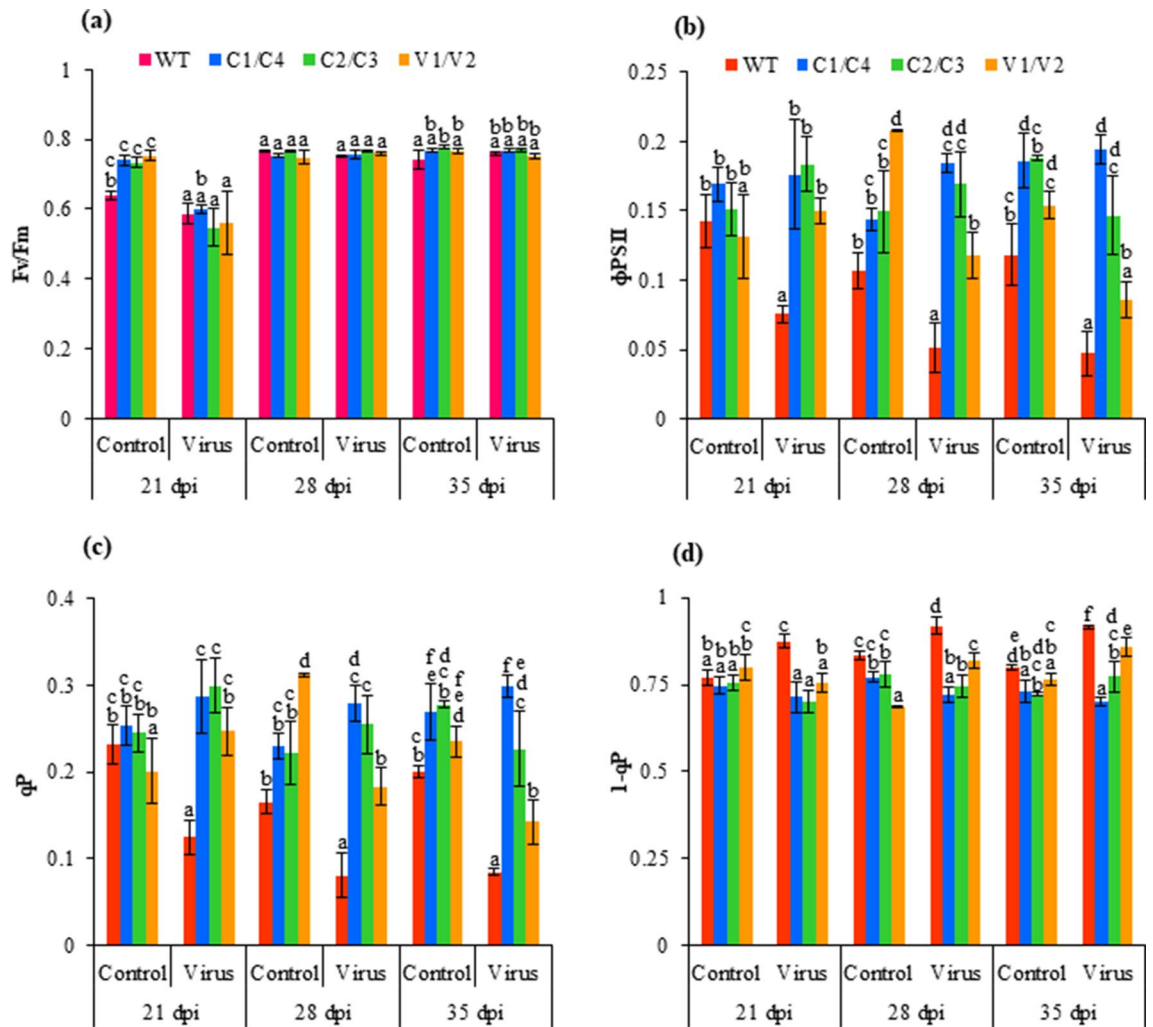 (a)
WT C1/C4 C2/C3 V1/V2
1
0.8
0.6
0.4
0.2
0
Fv/Fm
c c c c
b
b
a a a
a a a a
a a a a
b b b
a a a
b b b b
a a a a
Control Virus Control Virus Control Virus
21 dpi 28 dpi 35 dpi
(b)
WT C1/C4 C2/C3 V1/V2
0.25
0.2
0.15
0.1
0.05
0
ϕPSII
b b b b
a
a b b b
b c c d
b b
a d d b
c c
c d c d
b b c
a d d b
c a
Control Virus Control Virus Control Virus
21 dpi 28 dpi 35 dpi
(c)
0.4
0.3
0.2
0.1
0
qP
c c c b
b b b a
a c c c
b
b c c d
b b
a d c b
c
c f d f
b e c e
b d
a f e b
d
c
Control Virus Control Virus Control Virus
21 dpi 28 dpi 35 dpi
(d)
1
0.75
0.5
0.25
0
1-qP
b b b c
a a a b
c a a b
a
c c c a
b b b
d b b c
a a
e b d c
d a c b
b a
f a d e
c
b
Control Virus Control Virus Control Virus
21 dpi 28 dpi 35 dpi